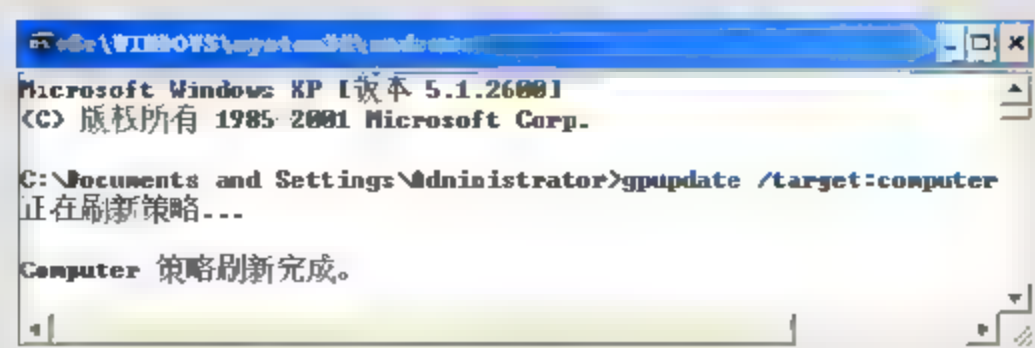 Microsoft Windows XP [版本 5.1.2600]
(C) 版权所有 1985-2001 Microsoft Corp.
C:\Documents and Settings\Administrator>gpupdate /target:computer
正在刷新策略...
Computer 策略刷新完成。